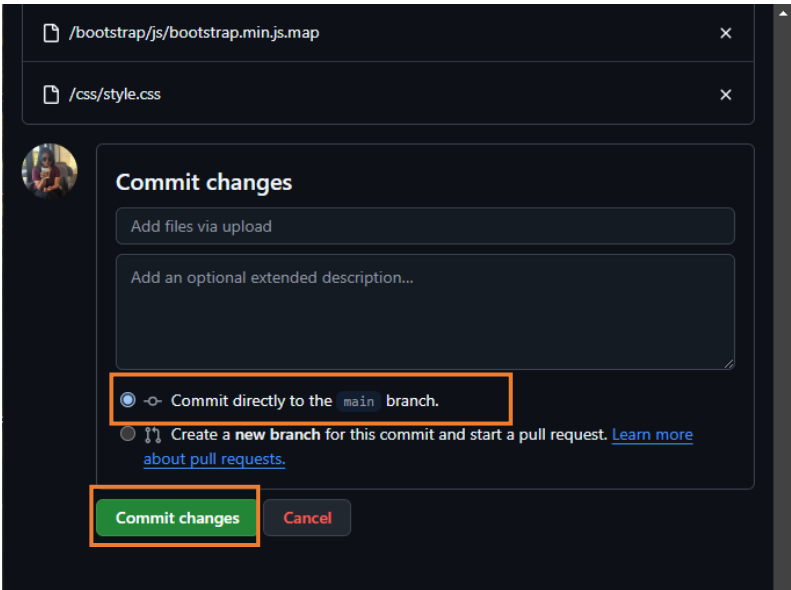 /bootstrap/js/bootstrap.min.js.map
/css/style.css
Commit changes
Add files via upload
Add an optional extended description...
Commit directly to the main branch.
Create a new branch for this commit and start a pull request. Learn more
about pull requests.
Commit changes
Cancel